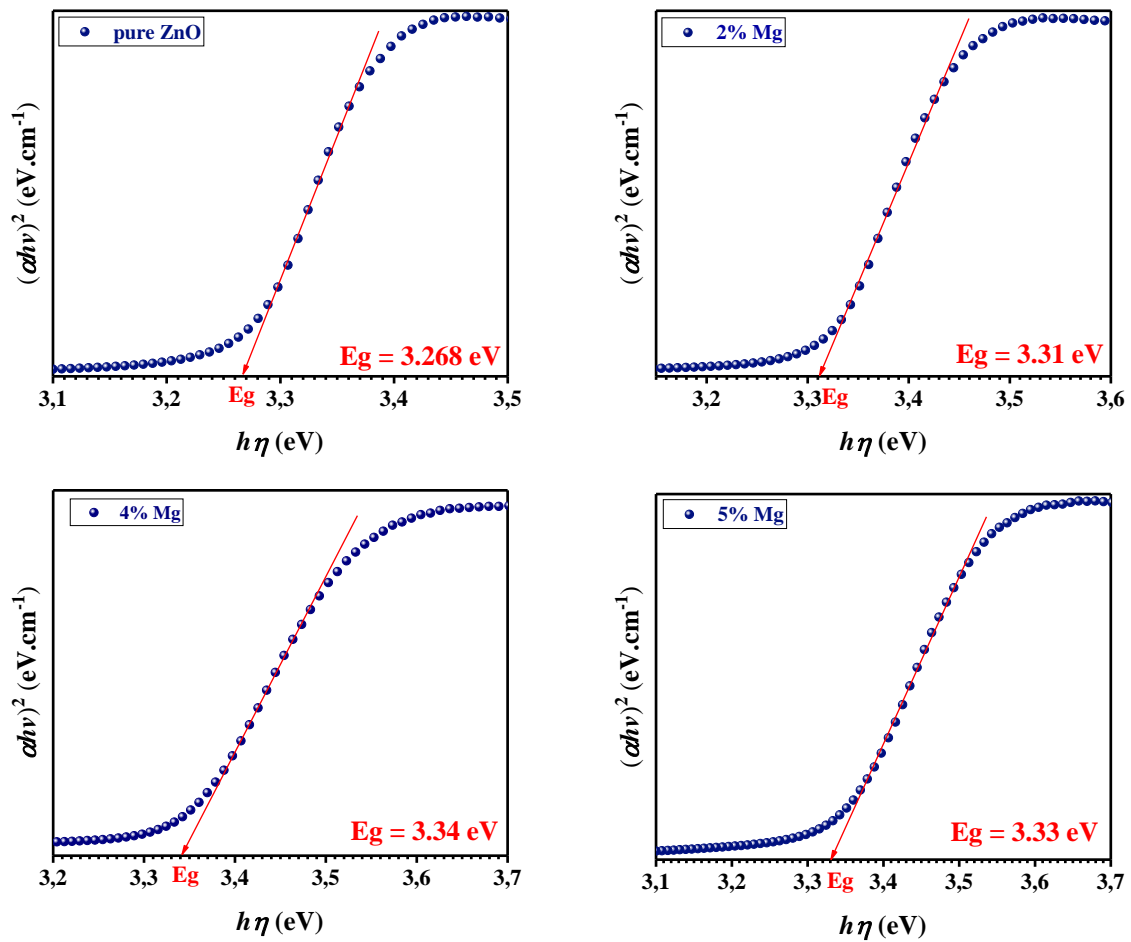 pure ZnO
(αhν)² (eV.cm⁻¹)
Eg = 3.268 eV
3,1 3,2 Eg 3,3 3,4 3,5
hη (eV)
2% Mg
(αhν)² (eV.cm⁻¹)
Eg = 3.31 eV
3,2 3,3 Eg 3,4 3,5 3,6
hη (eV)
4% Mg
αhν)² (eV.cm⁻¹)
Eg = 3.34 eV
3,2 3,3 Eg 3,4 3,5 3,6 3,7
hη (eV)
5% Mg
(αhν)² (eV.cm⁻¹)
Eg = 3.33 eV
3,1 3,2 3,3 Eg 3,4 3,5 3,6 3,7
hη (eV)